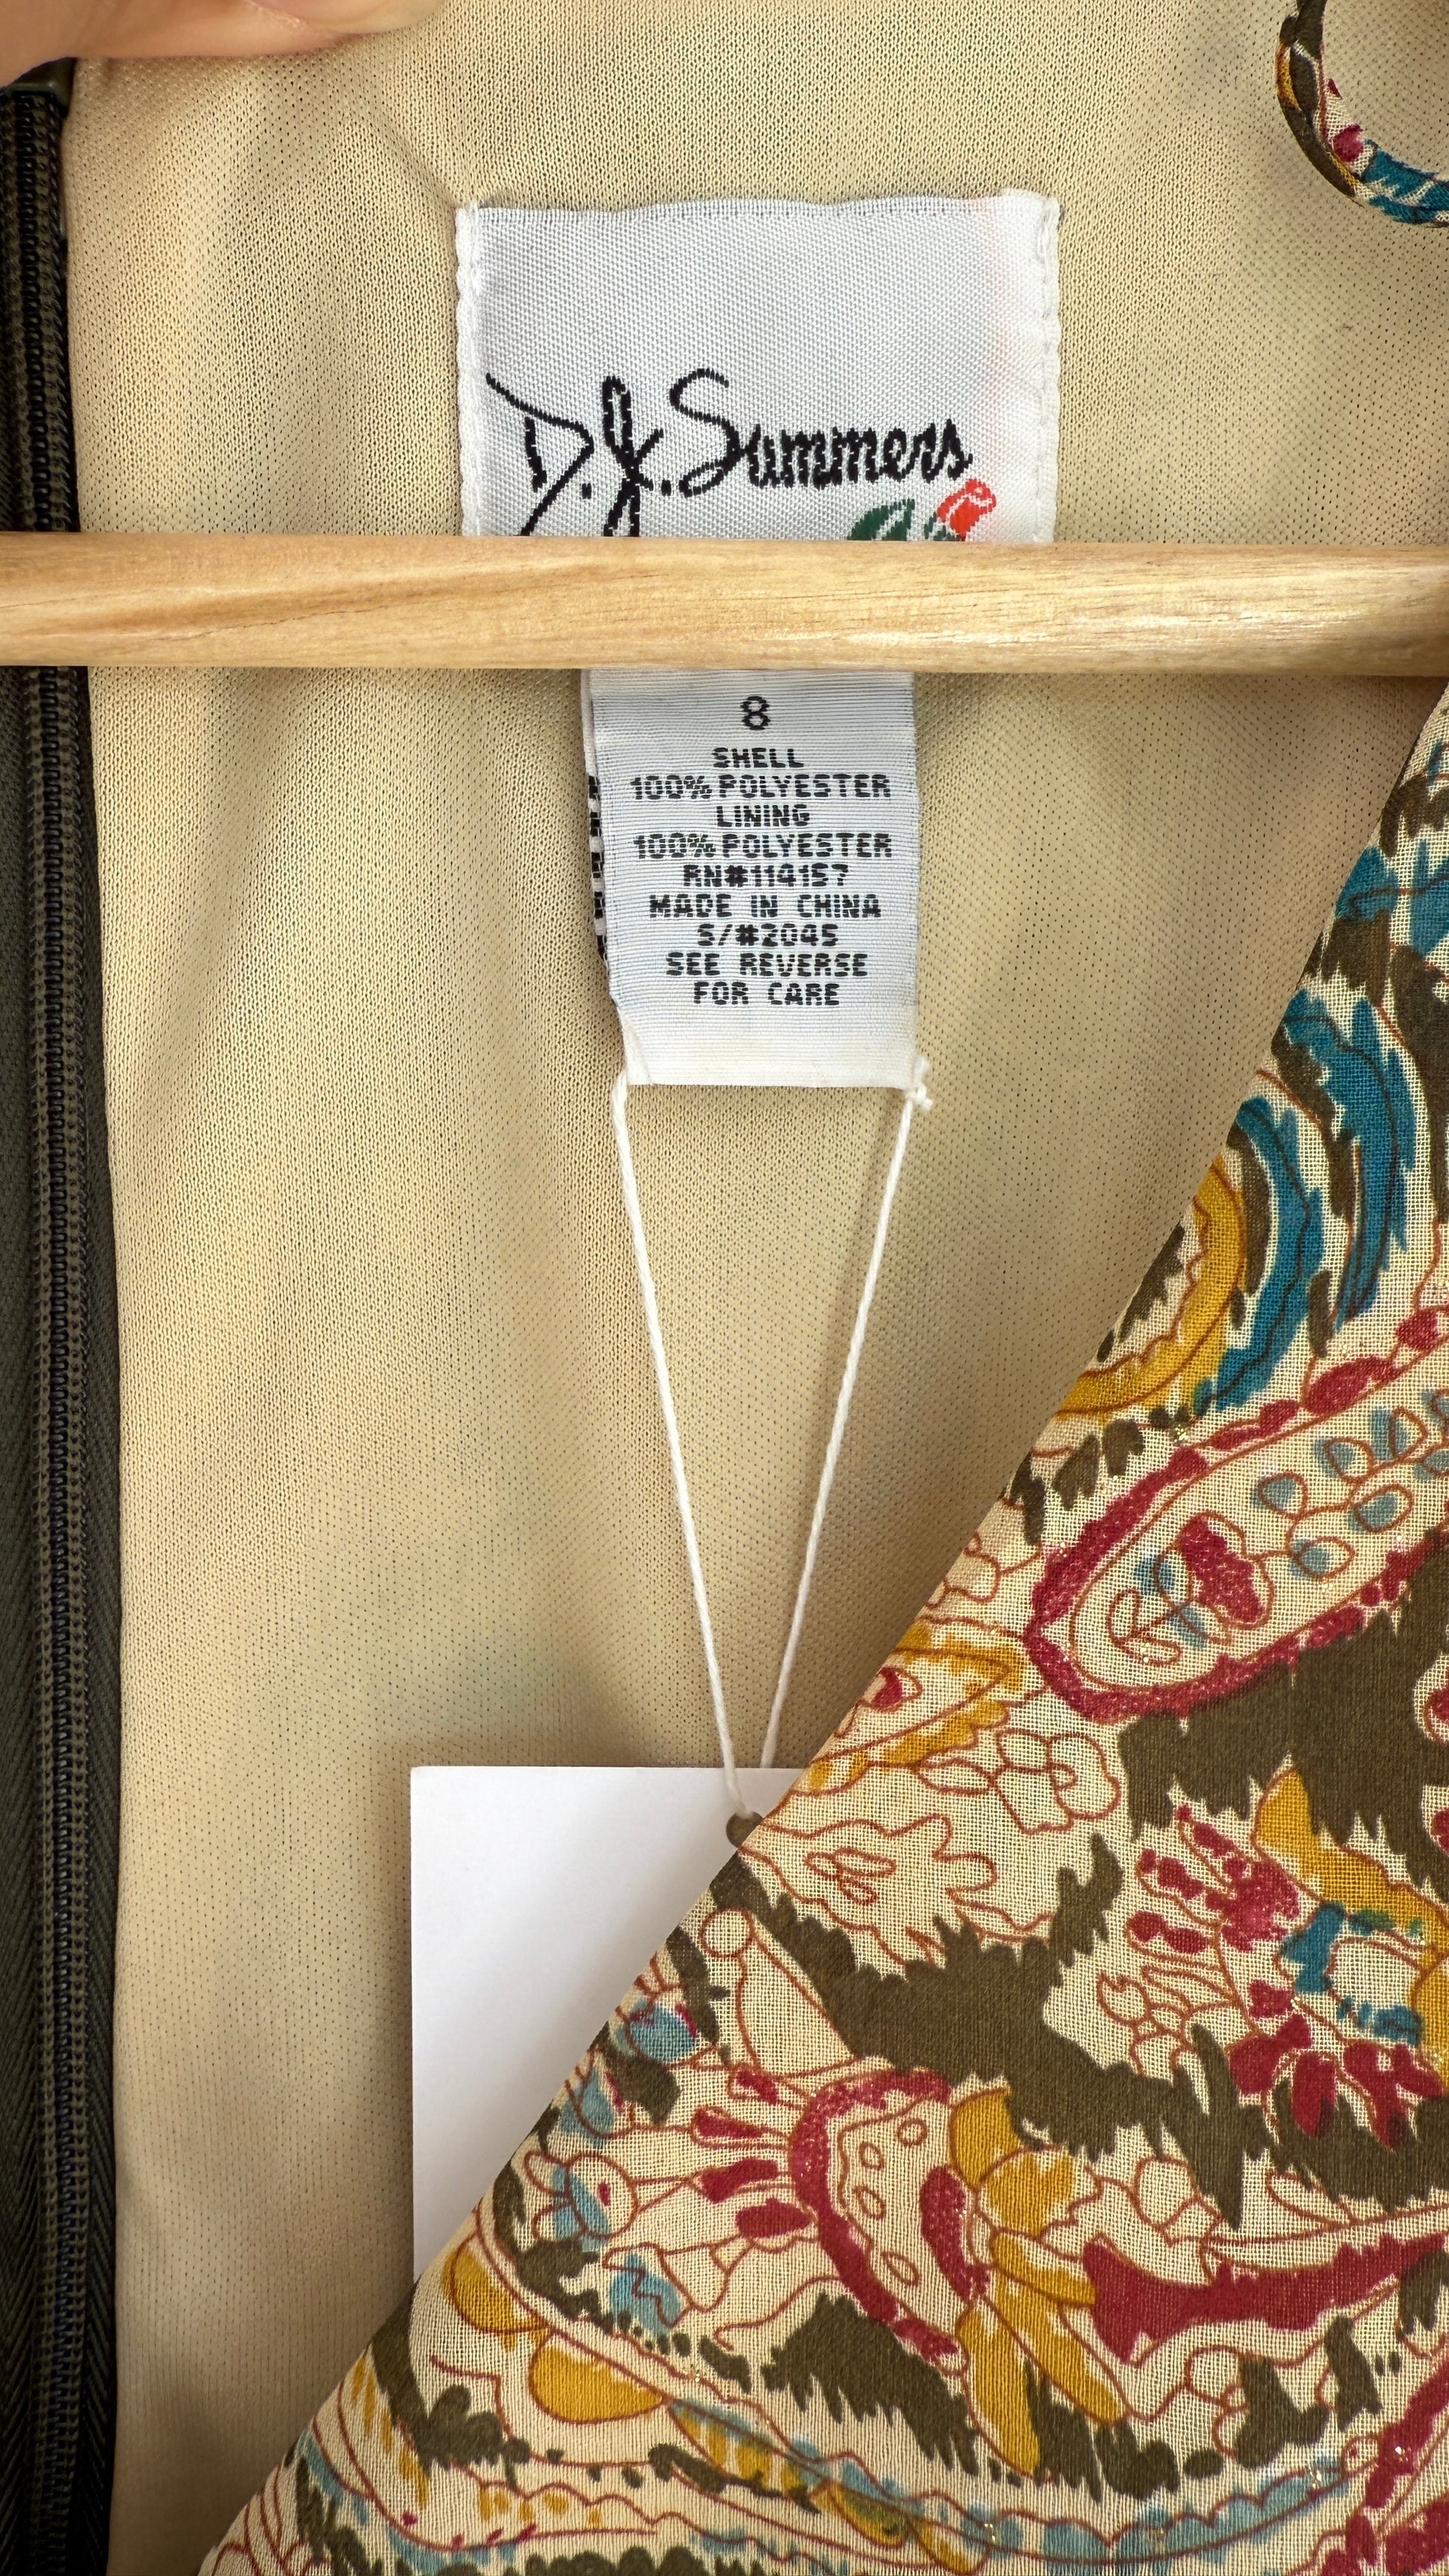 D.J. Summers
8
SHELL
100% POLYESTER
LINING
100% POLYESTER
RN#114157
MADE IN CHINA
S/#2045
SEE REVERSE
FOR CARE